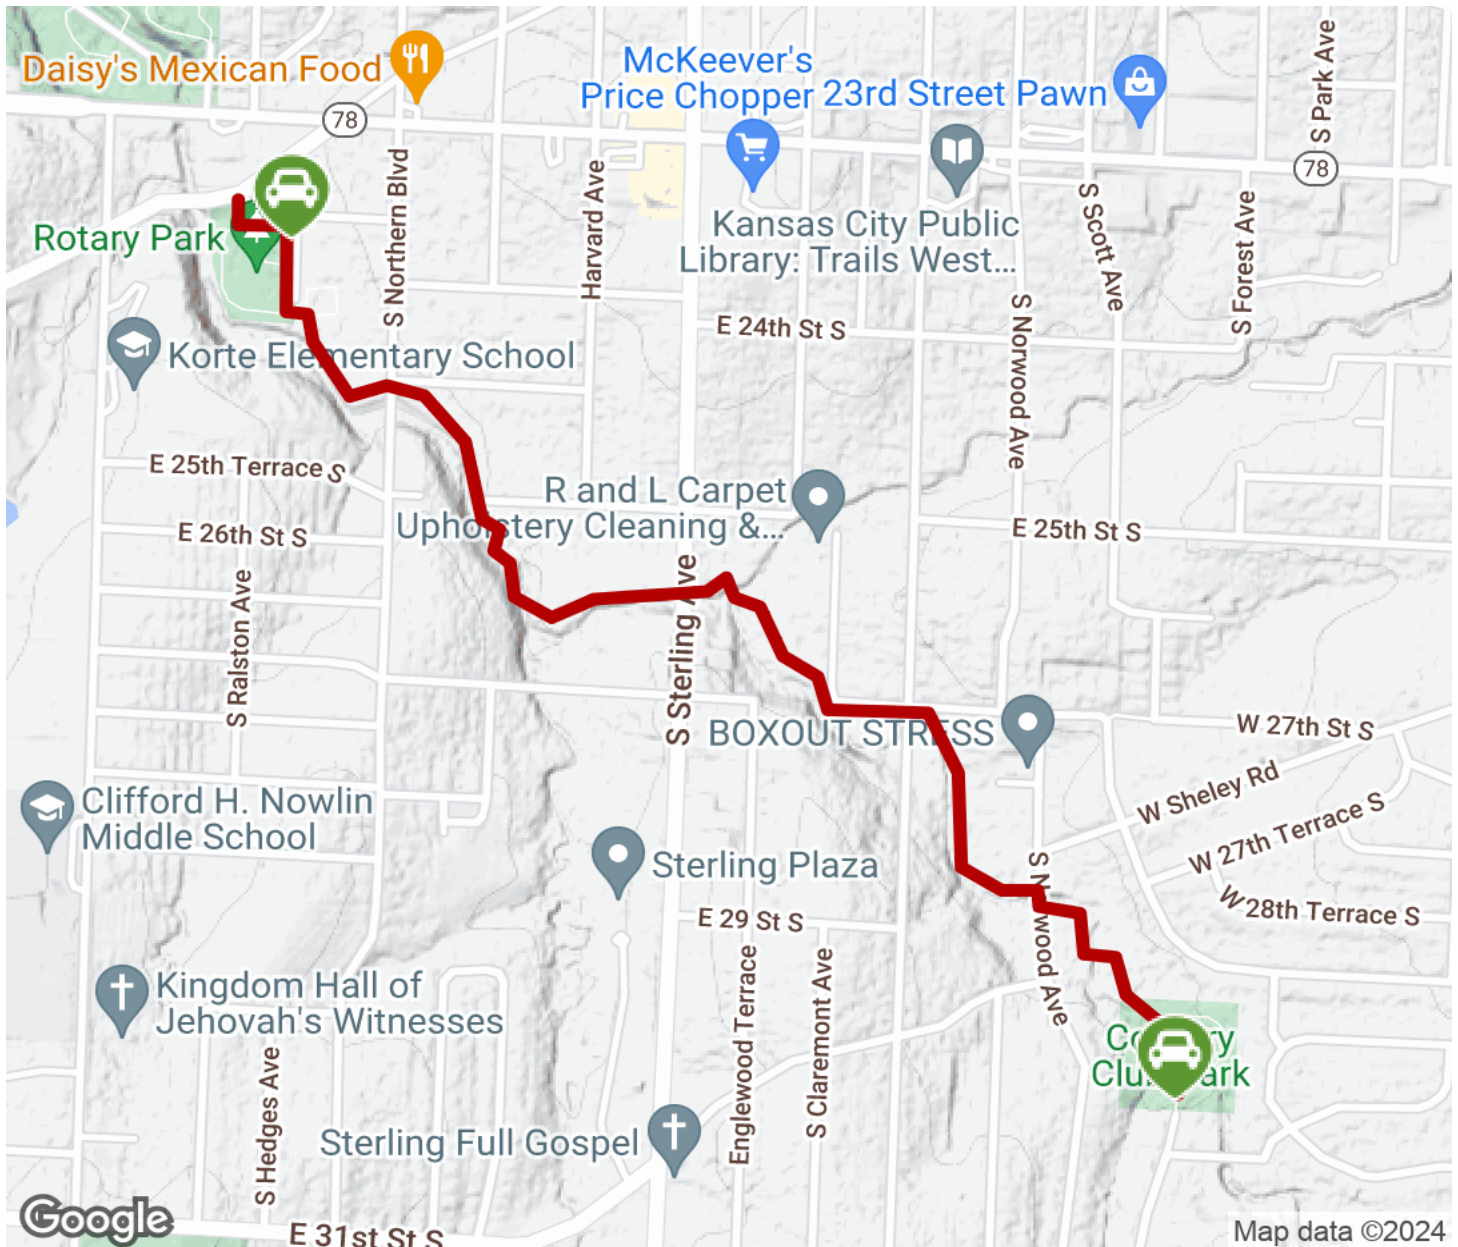 Daisy's Mexican Food
78
McKeever's
Price Chopper
23rd Street Pawn
S Park Ave
78
S Northern Blvd
Harvard Ave
Kansas City Public
Library: Trails West...
S Scott Ave
S Forest Ave
Rotary Park
S Norwood Ave
E 24th St S
Korte Elementary School
E 25th Terrace S
R and L Carpet
Upholstery Cleaning &...
E 25th St S
E 26th St S
S Ralston Ave
S Sterling Ave
BOXOUT STRESS
W 27th St S
W Sheley Rd
Clifford H. Nowlin
Middle School
W 27th Terrace S
Sterling Plaza
S Norwood Ave
W 28th Terrace S
E 29 St S
Englewood Terrace
S Claremont Ave
Kingdom Hall of
Jehovah's Witnesses
Country
Club Park
S Hedges Ave
Sterling Full Gospel
Google
E 31st St S
Map data ©2024